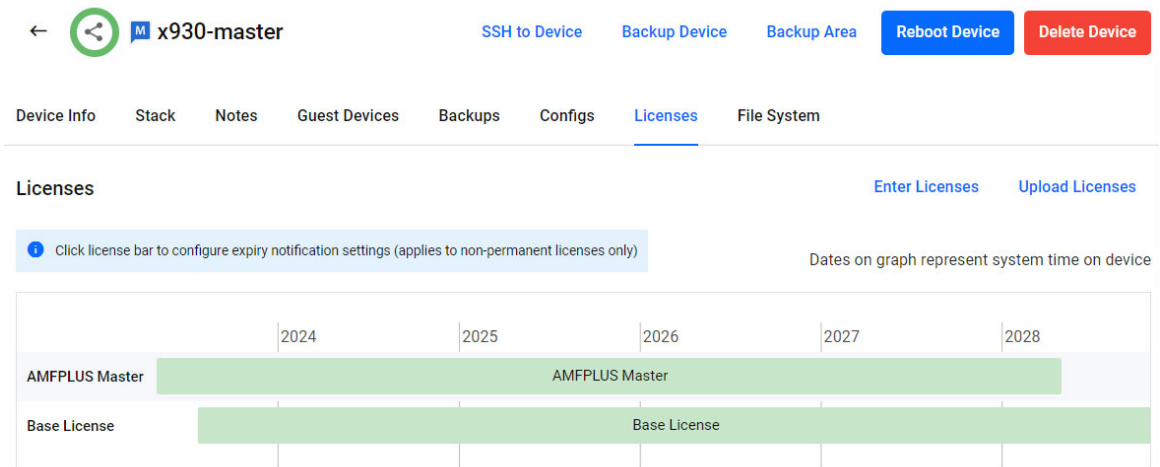 M x930-master SSH to Device Backup Device Backup Area Reboot Device Delete Device
Device Info Stack Notes Guest Devices Backups Configs Licenses File System
Licenses Enter Licenses Upload Licenses
Click license bar to configure expiry notification settings (applies to non-permanent licenses only)
Dates on graph represent system time on device
2024 2025 2026 2027 2028
AMFPLUS Master AMFPLUS Master
Base License Base License